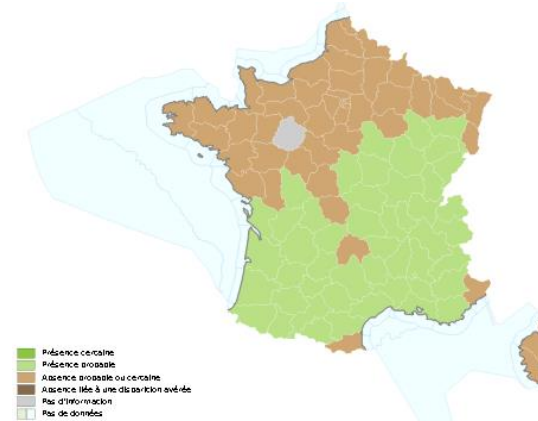 Présence certaine
Présence probable
Absence probable ou certaine
Absence liée à une disparition avérée
Pas d'information
Pas de données